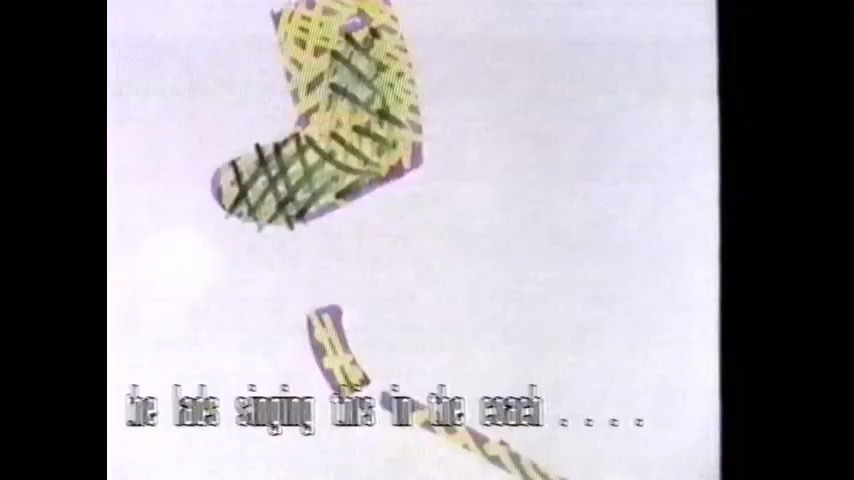 the lads singing this in the coach . . . .